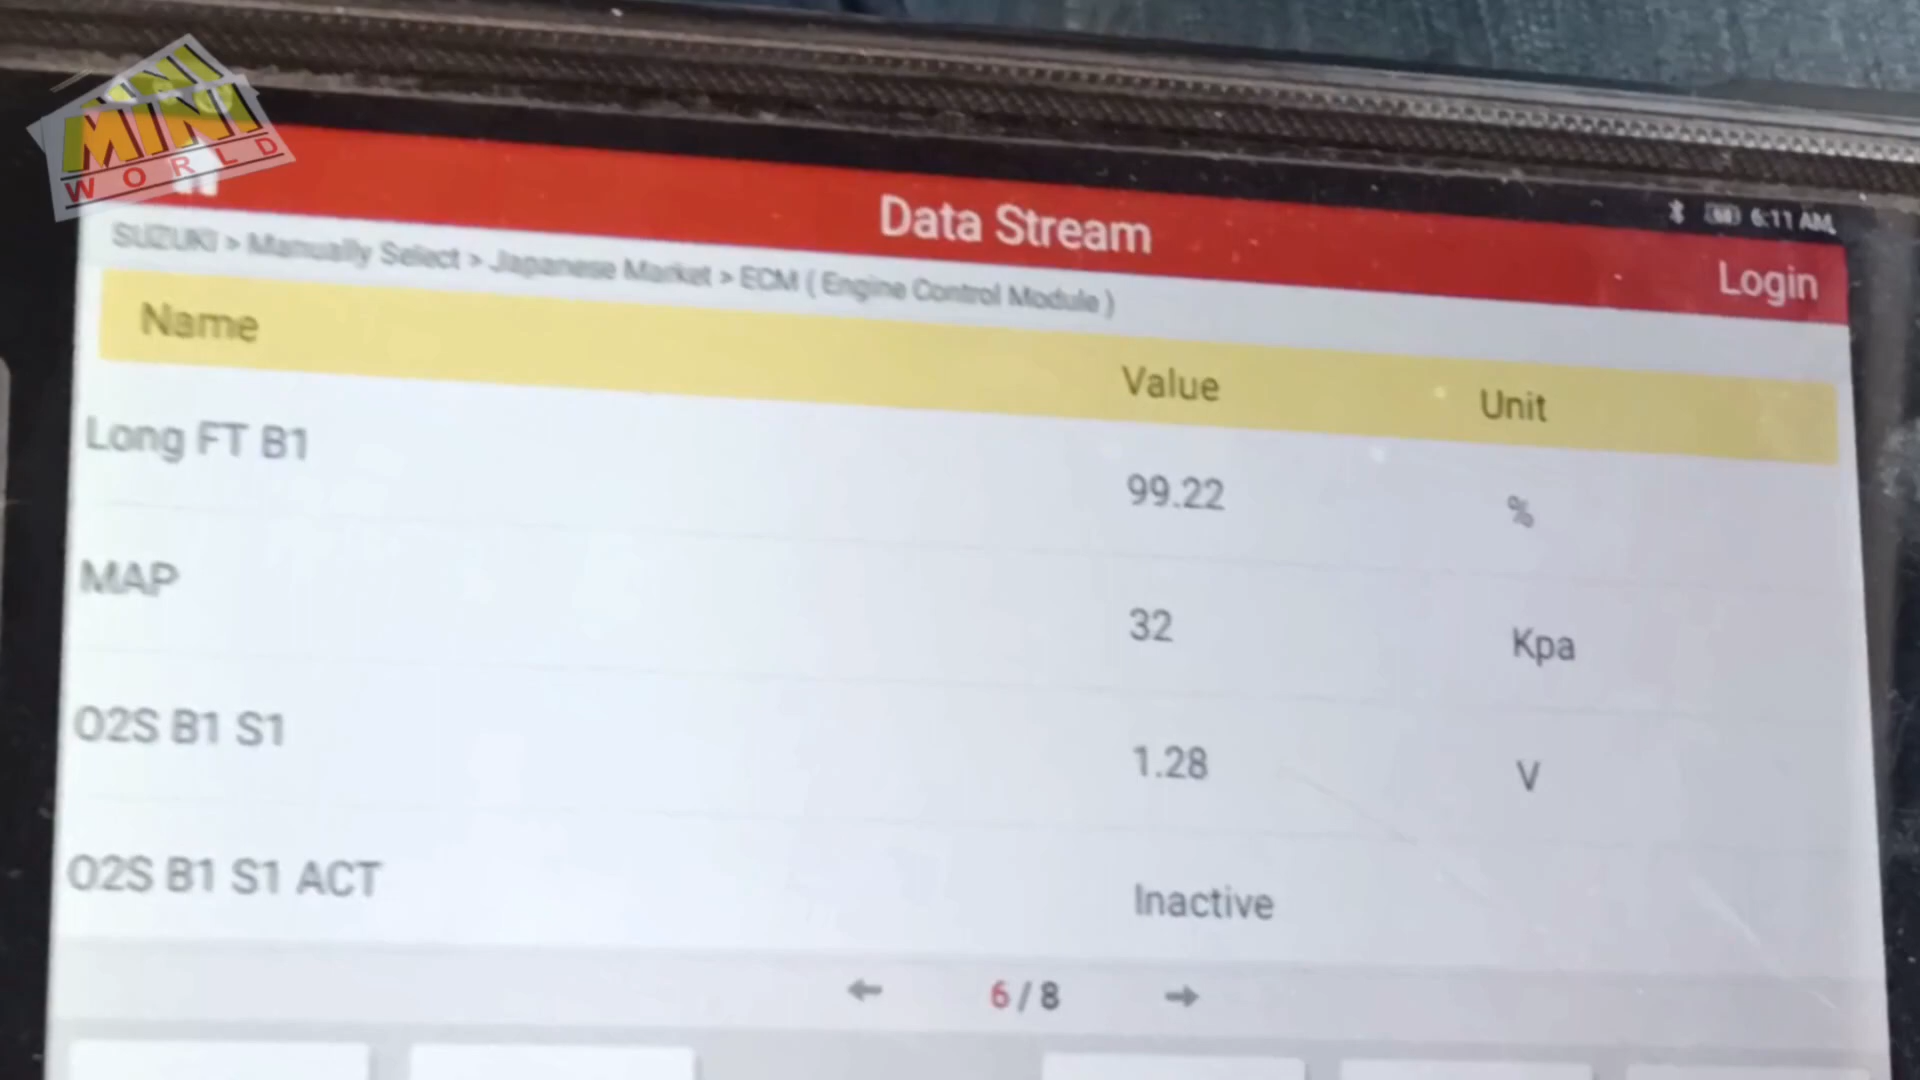 MINI
WORLD
6:11 AM
Data Stream
Login
SUZUKI > Manually Select > Japanese Market > ECM ( Engine Control Module )
Name Value Unit
Long FT B1 99.22 %
MAP 32 Kpa
O2S B1 S1 1.28 V
O2S B1 S1 ACT Inactive
6 / 8